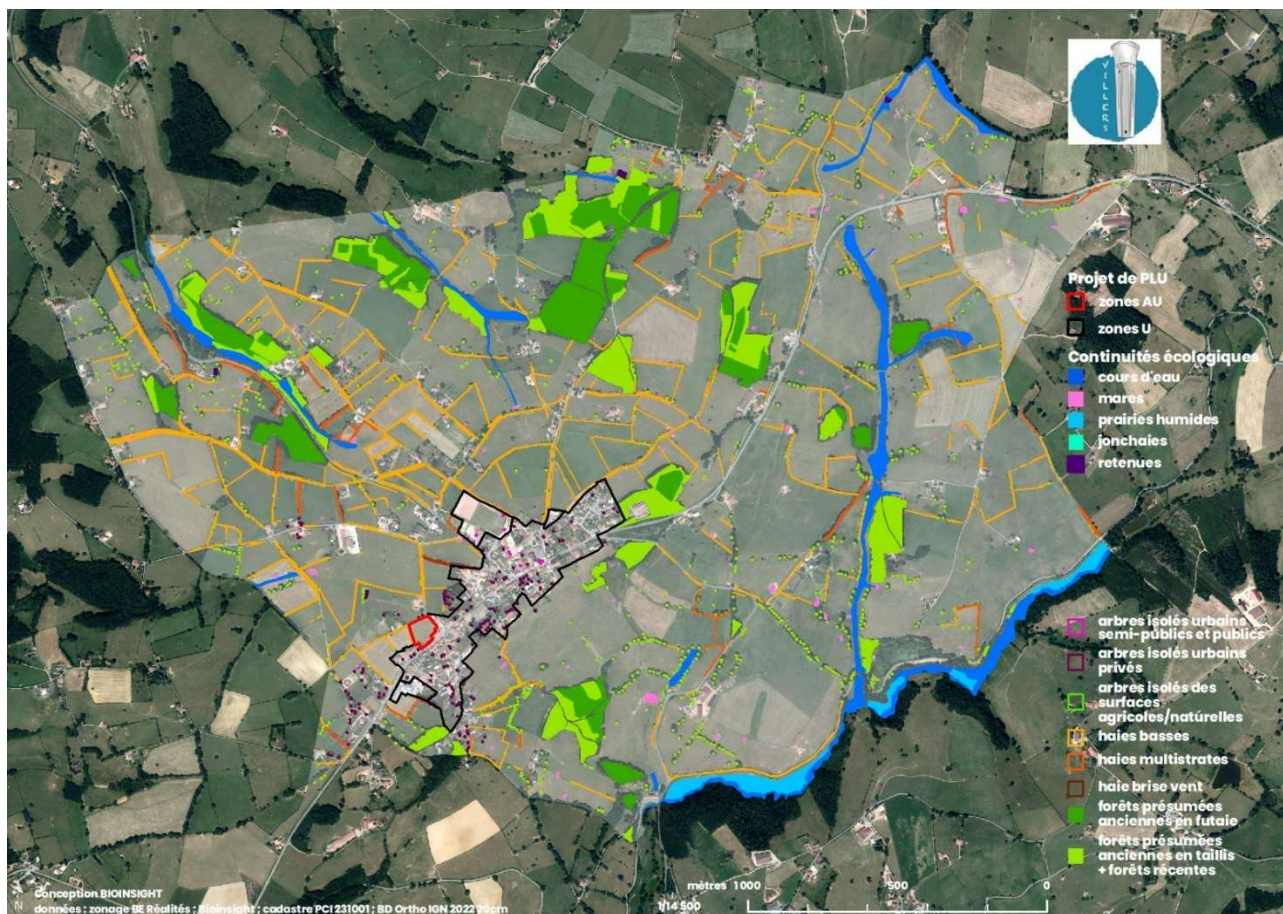 VILLERS
Projet de PLU
zones AU
zones U
Continuités écologiques
cours d'eau
mares
prairies humides
jonchaies
retenues
arbres isolés urbains
semi-publics et publics
arbres isolés urbains
privés
arbres isolés des
surfaces
agricoles/naturelles
haies basses
haies multistrates
haie brise vent
forêts présumées
anciennes en futaie
forêts présumées
anciennes en taillis
+ forêts récentes
mètres 1 000
500
0
1/14 500
N
Conception BIOINSIGHT
données : zonage BE Réalités ; Bioinsight ; cadastre PCI 231001 ; BD Ortho IGN 2022 20cm